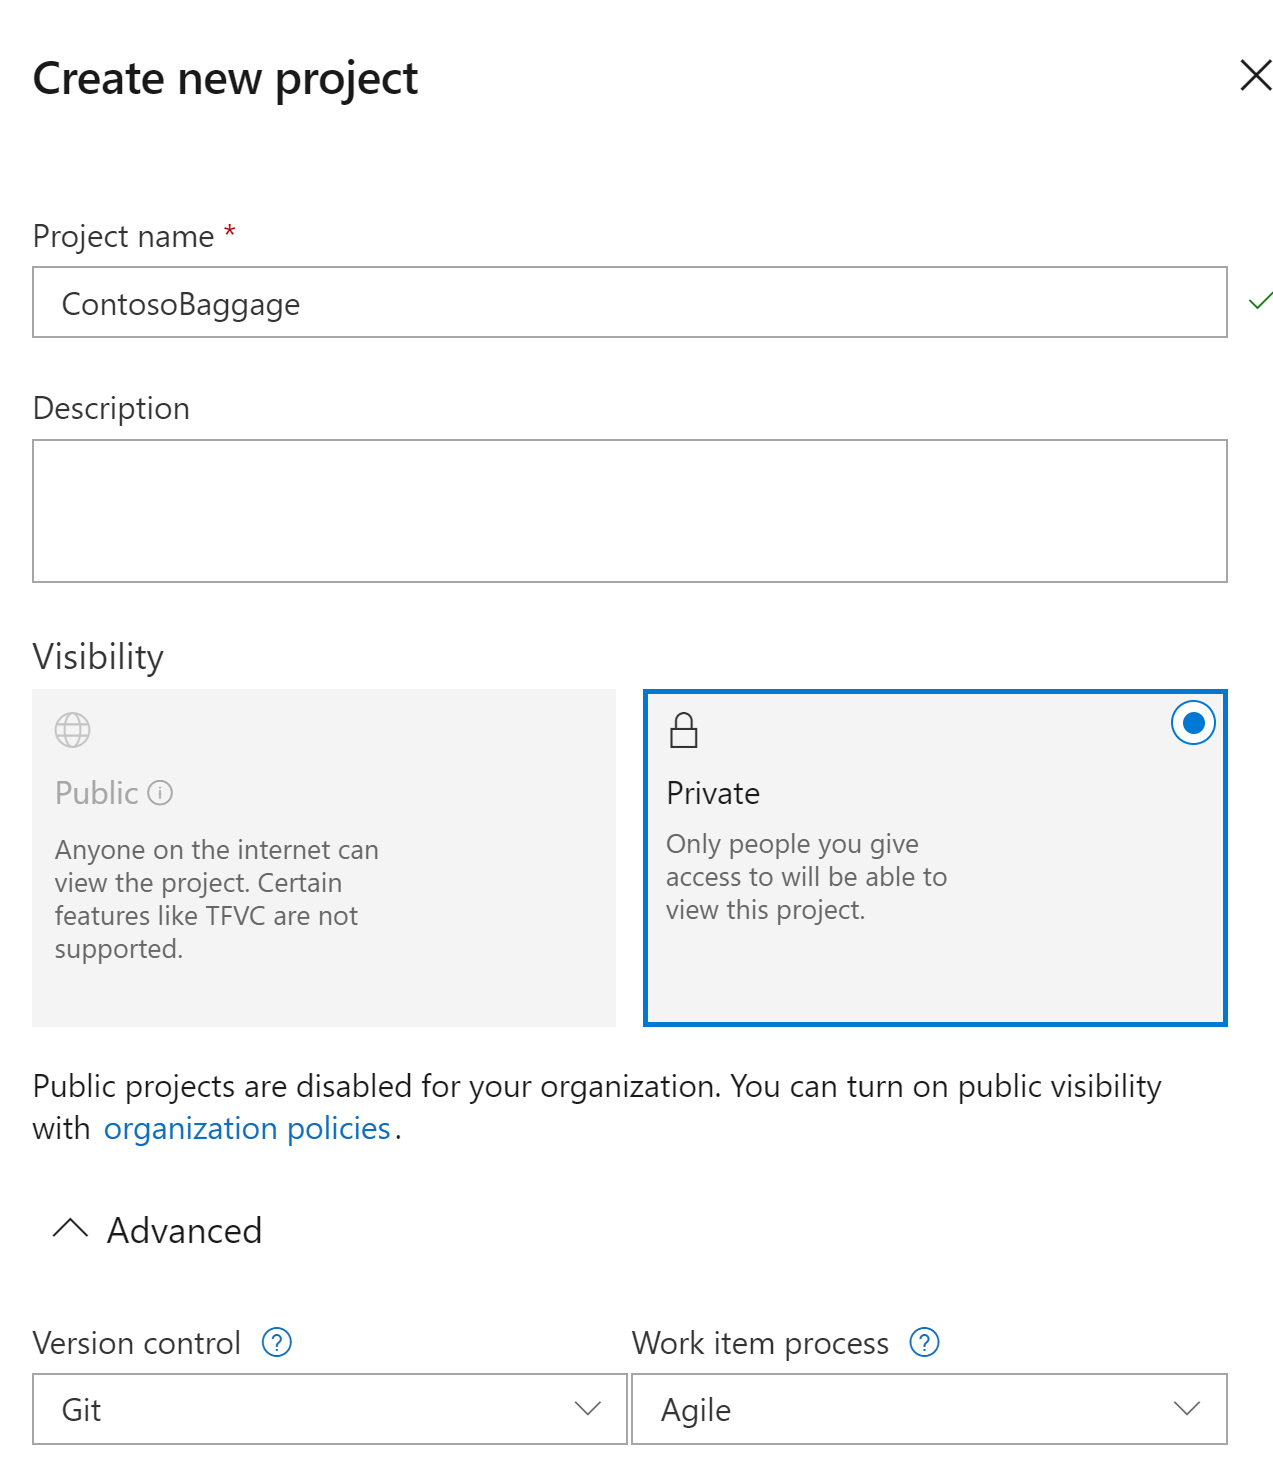 Create new project
Project name *
ContosoBaggage
Description
Visibility
Public
Anyone on the internet can
view the project. Certain
features like TFVC are not
supported.
Private
Only people you give
access to will be able to
view this project.
Public projects are disabled for your organization. You can turn on public visibility
with organization policies.
Advanced
Version control ?
Work item process ?
Git
Agile